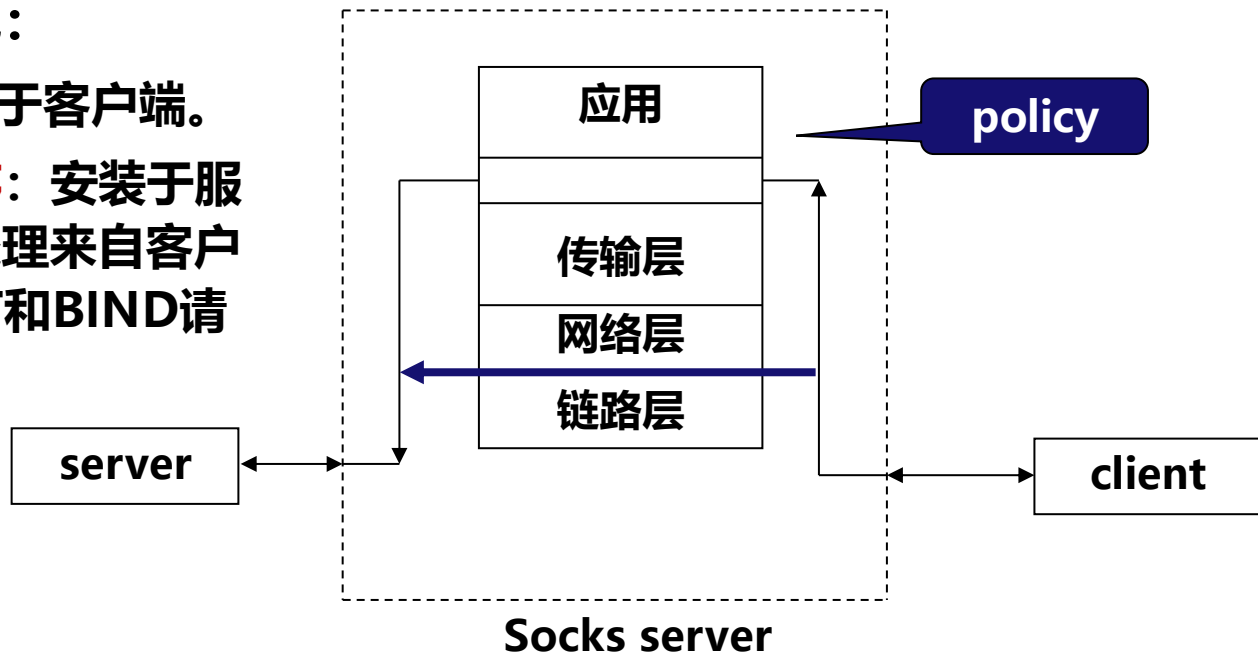 ：
于客户端。
：安装于服
理来自客户
和BIND请
应用
policy
传输层
网络层
链路层
server
client
Socks server